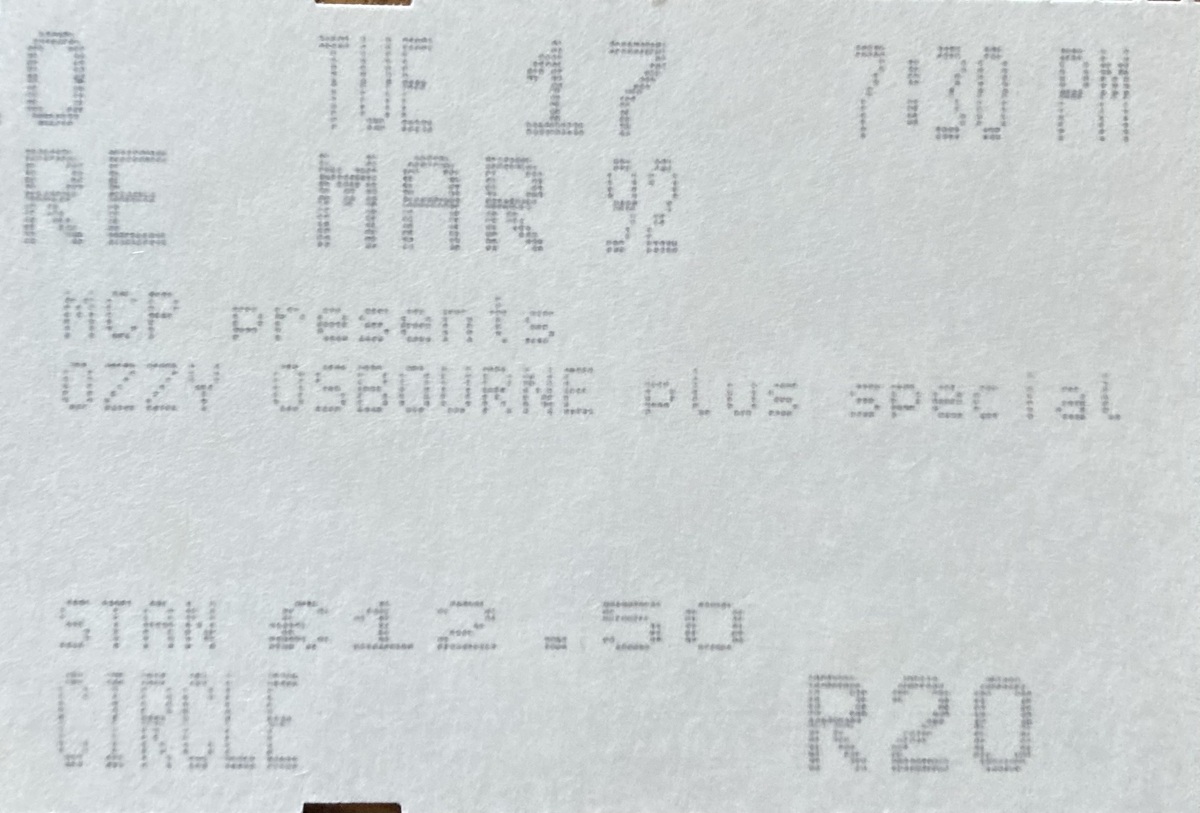 .O TUE 17 7:30 PM
RE MAR 92
MCP presents
OZZY OSBOURNE plus special
STAN £12.50
CIRCLE R20